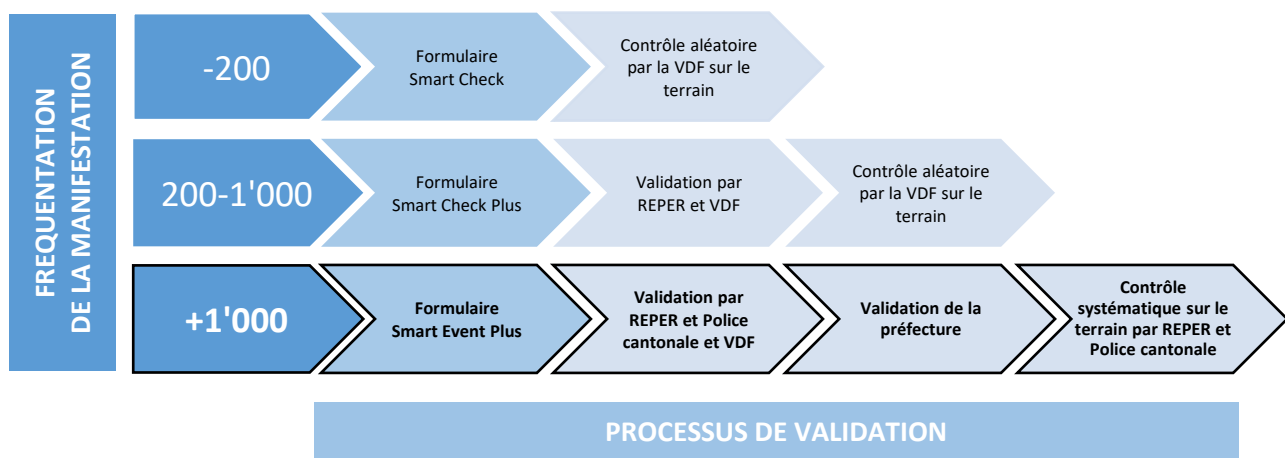 FREQUENTATION
DE LA MANIFESTATION
-200
Formulaire
Smart Check
Contrôle aléatoire
par la VDF sur le
terrain
200-1'000
Formulaire
Smart Check Plus
Validation par
REPER et VDF
Contrôle aléatoire
par la VDF sur le
terrain
+1'000
Formulaire
Smart Event Plus
Validation par
REPER et Police
cantonale et VDF
Validation de la
préfecture
Contrôle
systématique sur le
terrain par REPER et
Police cantonale
PROCESSUS DE VALIDATION